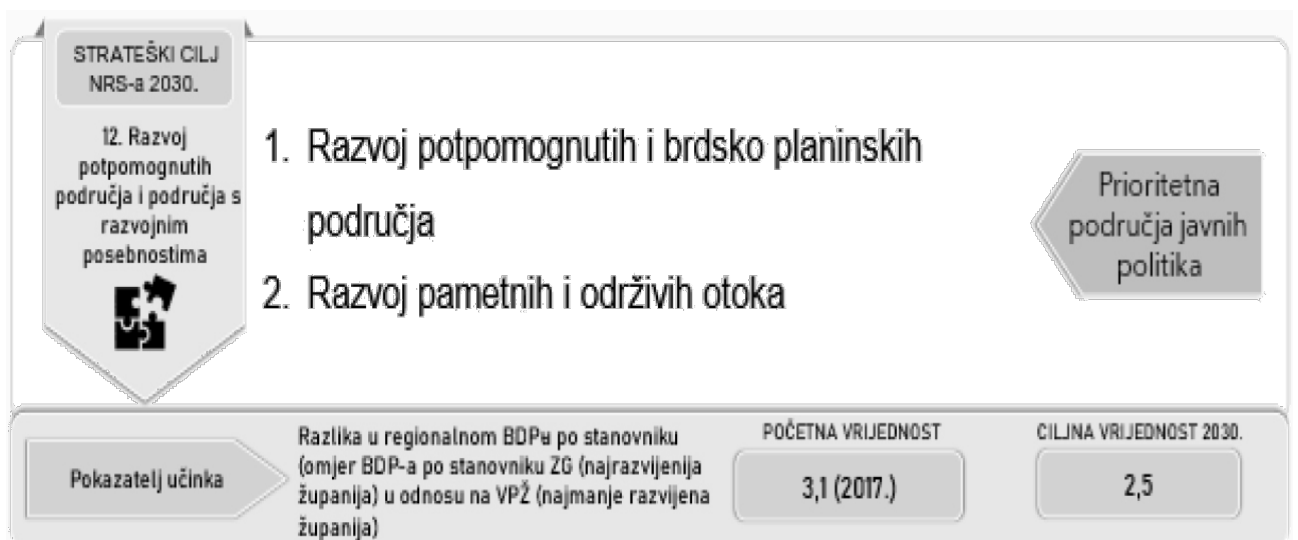 STRATEŠKI CILJ
NRS-a 2030.
12. Razvoj
potpomognutih
područja i područja s
razvojnim
posebnostima
1. Razvoj potpomognutih i brdsko planinskih
područja
2. Razvoj pametnih i održivih otoka
Prioritetna
područja javnih
politika
Pokazatelj učinka
Razlika u regionalnom BDPu po stanovniku
(omjer BDP-a po stanovniku ZG (najrazvijenija
županija) u odnosu na VPŽ (najmanje razvijena
županija)
POČETNA VRIJEDNOST
3,1 (2017.)
CILJNA VRIJEDNOST 2030.
2,5